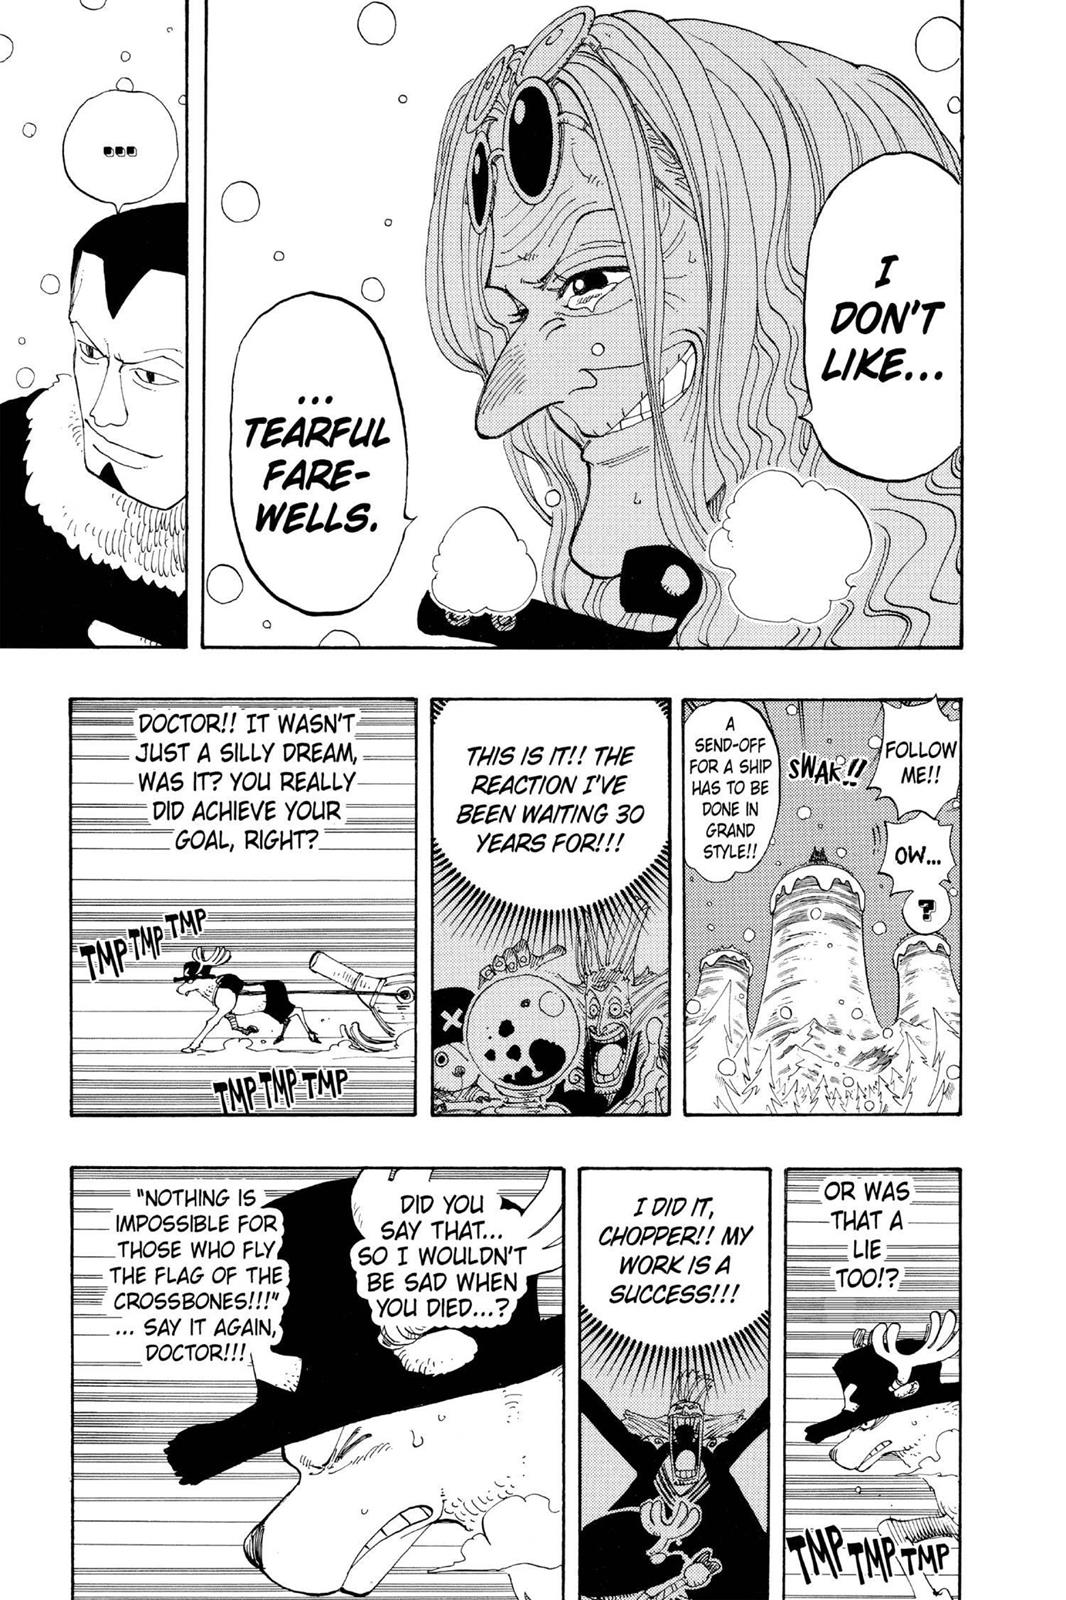 I
DON'T
LIKE...
...
TEARFUL
FARE-
WELLS.
...
FOLLOW
ME!!
SWAK!!
OW...
?
A
SEND-OFF
FOR A SHIP
HAS TO BE
DONE IN
GRAND
STYLE!!
THIS IS IT!! THE
REACTION I'VE
BEEN WAITING 30
YEARS FOR!!!
DOCTOR!! IT WASN'T
JUST A SILLY DREAM,
WAS IT? YOU REALLY
DID ACHIEVE YOUR
GOAL, RIGHT?
TMP TMP TMP
TMP TMP TMP
OR WAS
THAT A
LIE
TOO!?
TMP TMP TMP
I DID IT,
CHOPPER!! MY
WORK IS A
SUCCESS!!!
DID YOU
SAY THAT...
SO I WOULDN'T
BE SAD WHEN
YOU DIED...?
"NOTHING IS
IMPOSSIBLE FOR
THOSE WHO FLY
THE FLAG OF THE
CROSSBONES!!!"
... SAY IT AGAIN,
DOCTOR!!!